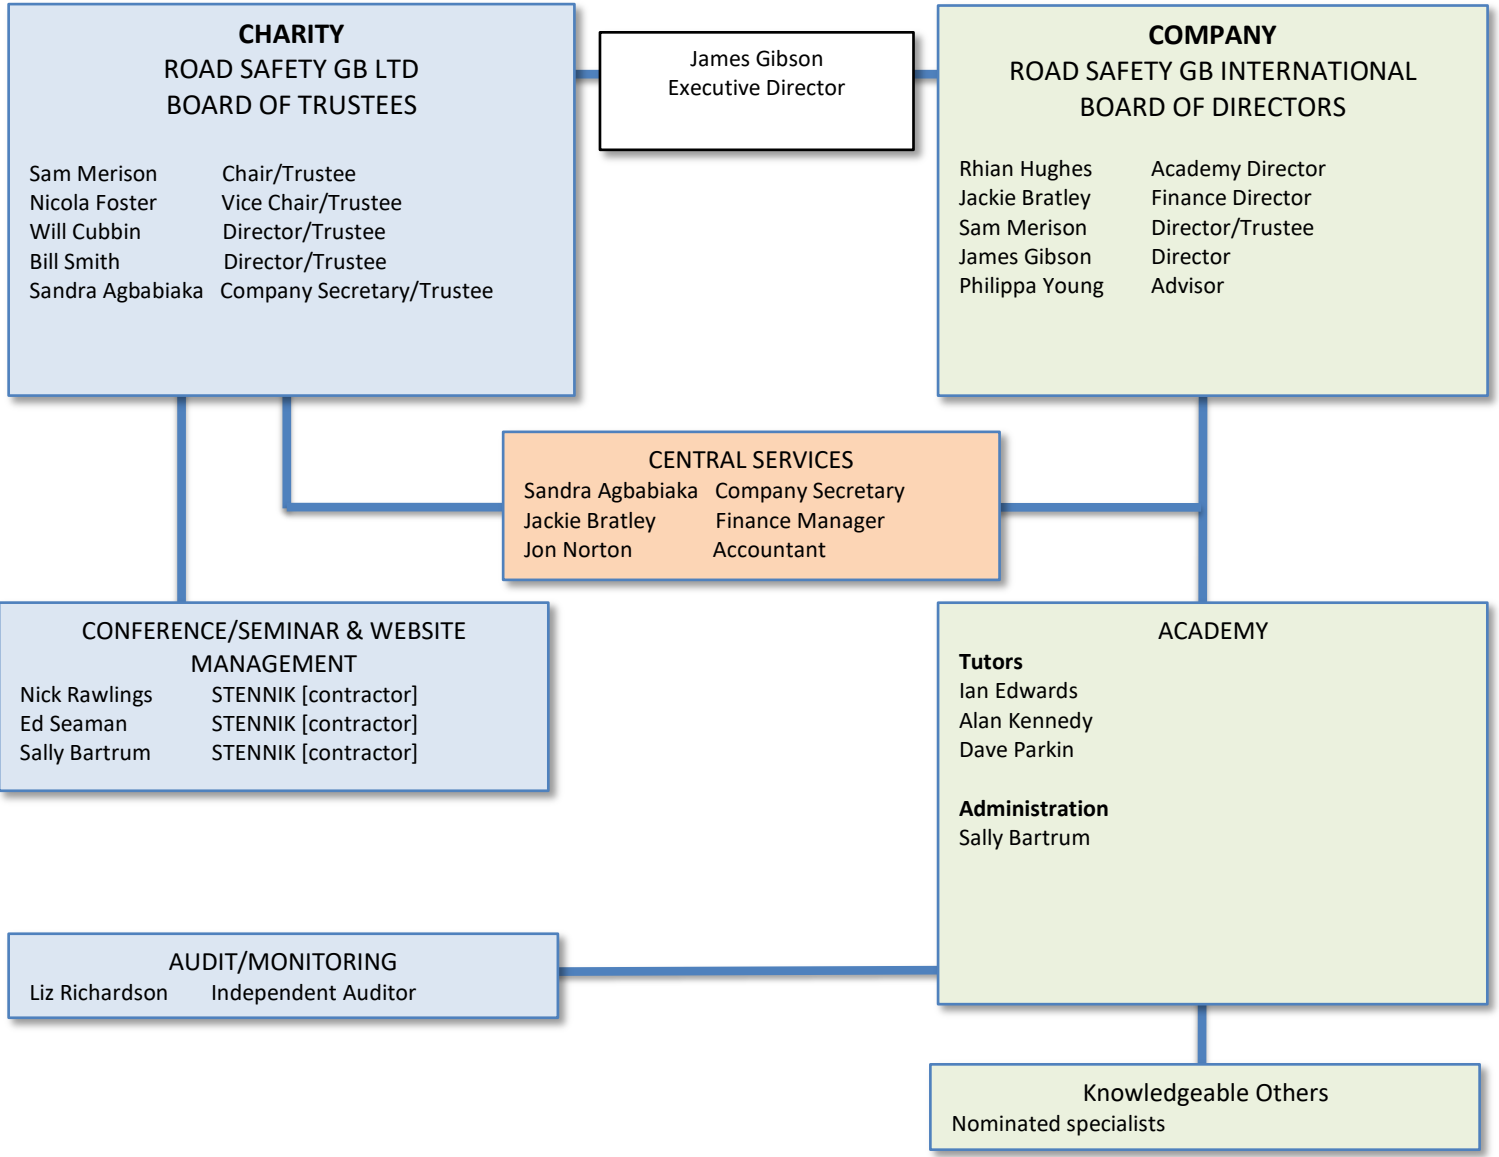 CHARITY
ROAD SAFETY GB LTD
BOARD OF TRUSTEES
Sam Merison Chair/Trustee
Nicola Foster Vice Chair/Trustee
Will Cubbin Director/Trustee
Bill Smith Director/Trustee
Sandra Agbabiaka Company Secretary/Trustee
James Gibson
Executive Director
COMPANY
ROAD SAFETY GB INTERNATIONAL
BOARD OF DIRECTORS
Rhian Hughes Academy Director
Jackie Bratley Finance Director
Sam Merison Director/Trustee
James Gibson Director
Philippa Young Advisor
CENTRAL SERVICES
Sandra Agbabiaka Company Secretary
Jackie Bratley Finance Manager
Jon Norton Accountant
CONFERENCE/SEMINAR & WEBSITE
MANAGEMENT
Nick Rawlings STENNIK [contractor]
Ed Seaman STENNIK [contractor]
Sally Bartrum STENNIK [contractor]
ACADEMY
Tutors
Ian Edwards
Alan Kennedy
Dave Parkin
Administration
Sally Bartrum
AUDIT/MONITORING
Liz Richardson Independent Auditor
Knowledgeable Others
Nominated specialists